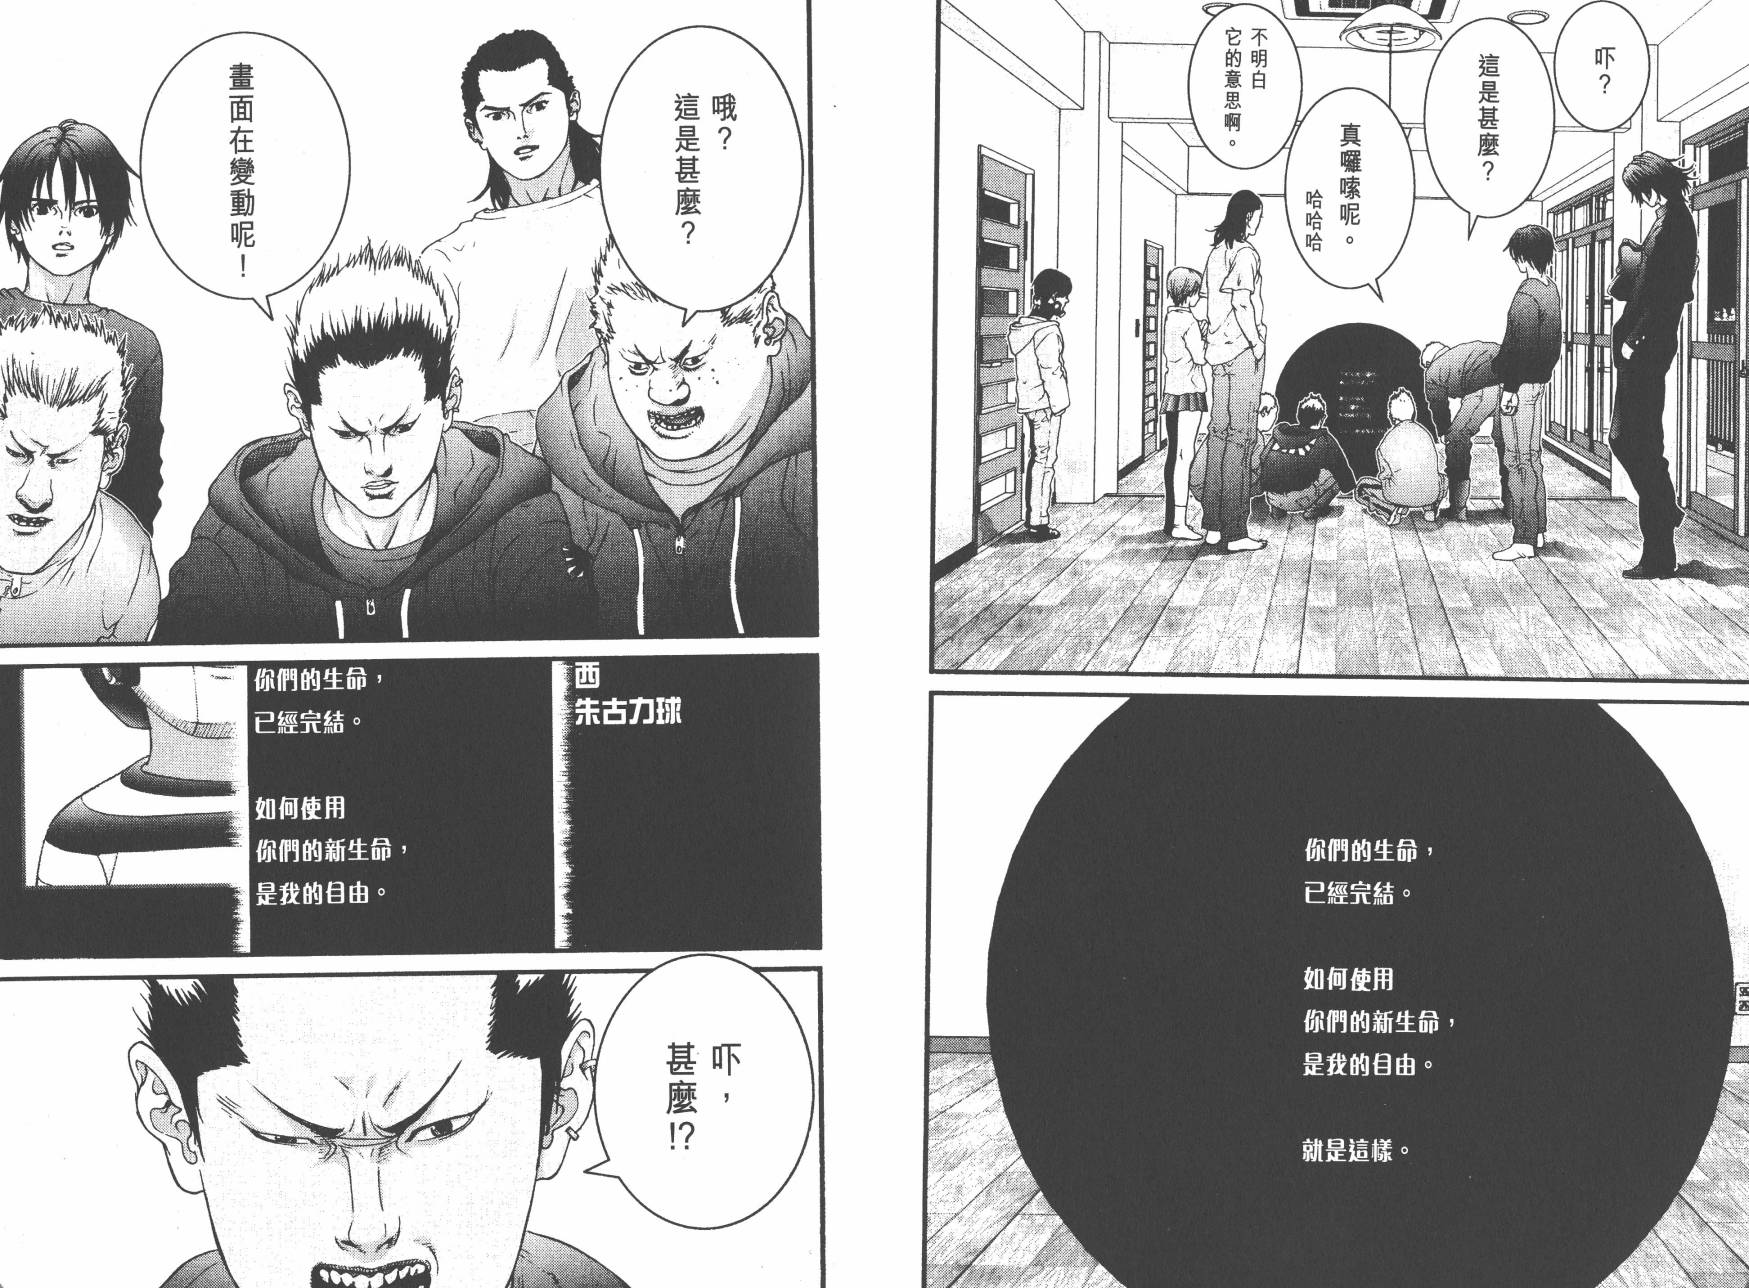 吓？
這是甚麼？
真囉嗦呢。
哈哈哈
不明白
它的意思啊。
你們的生命，
已經完結。
如何使用
你們的新生命，
是我的自由。
就是這樣。
哦？
這是甚麼？
畫面在變動呢！
西
朱古力球
你們的生命，
已經完結。
如何使用
你們的新生命，
是我的自由。
吓，
甚麼!?